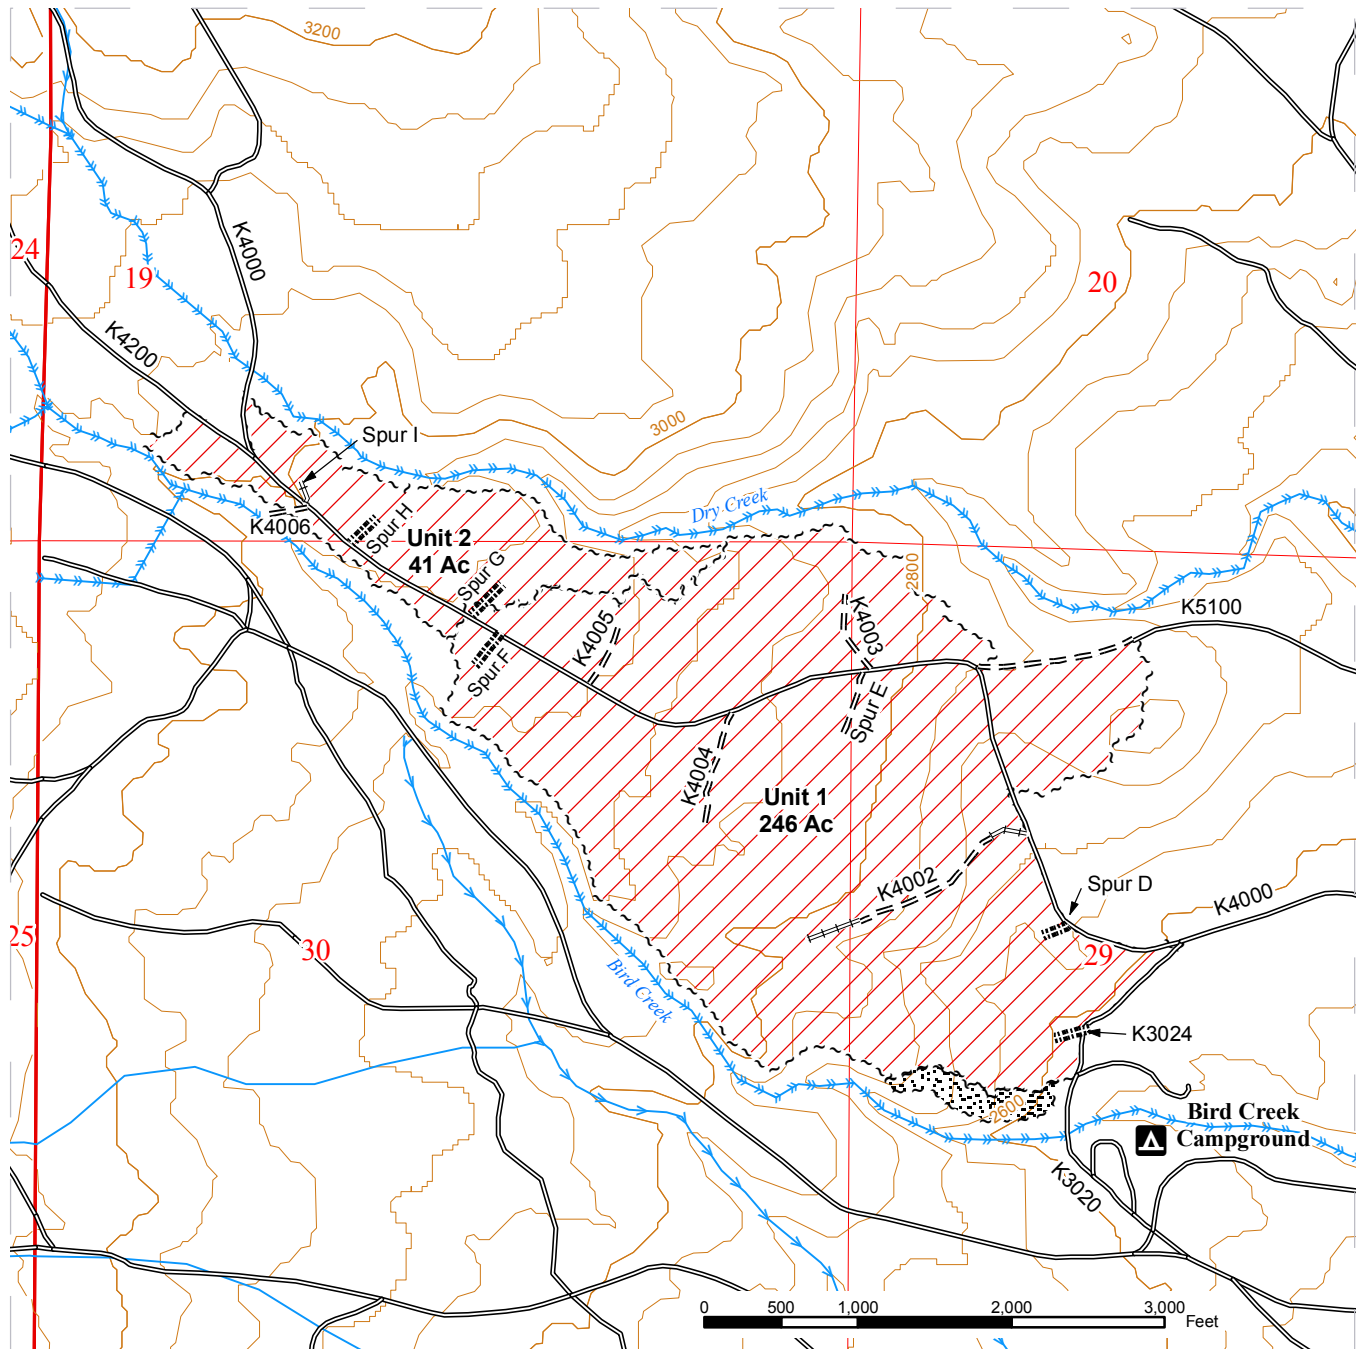 3200
K4000
24
19
20
K4200
3000
Spur I
Dry Creek
K4006
Spur H
Unit 2
41 Ac
Spur G
2800
K5100
K4005
K4003
Spur F
Spur E
K4004
Unit 1
246 Ac
K4002
Spur D
K4000
25
30
29
Bird Creek
K3024
2600
Bird Creek
Campground
K3020
0 500 1,000 2,000 3,000
Feet